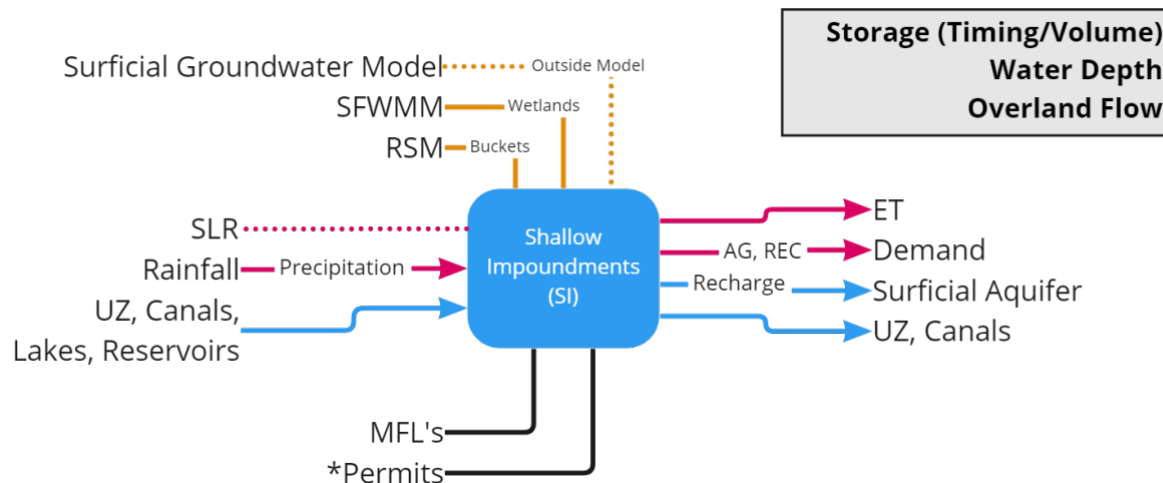 Storage (Timing/Volume)
Water Depth
Overland Flow
Surficial Groundwater Model
Outside Model
SFWMM
Wetlands
RSM
Buckets
SLR
Rainfall
Precipitation
UZ, Canals,
Lakes, Reservoirs
Shallow
Impoundments
(SI)
ET
AG, REC
Demand
Recharge
Surficial Aquifer
UZ, Canals
MFL's
*Permits